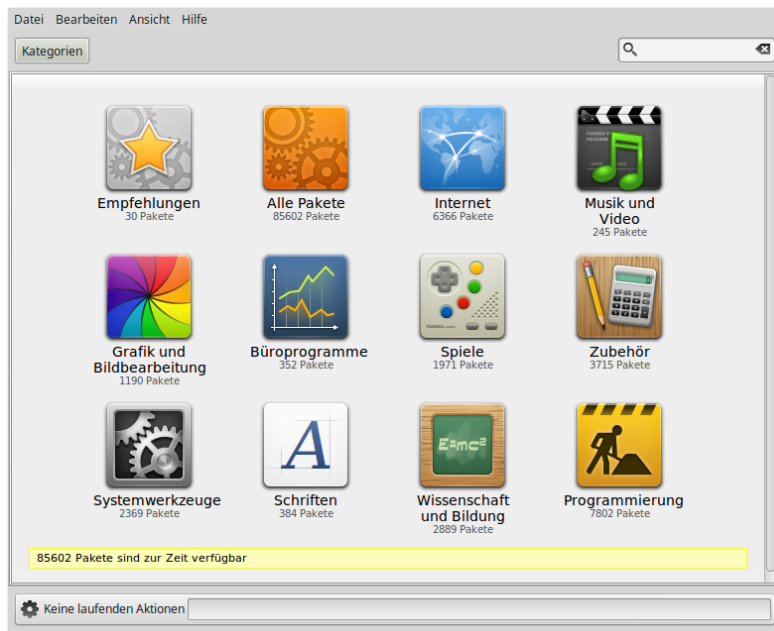 Datei Bearbeiten Ansicht Hilfe
Kategorien
Empfehlungen
30 Pakete
Alle Pakete
85602 Pakete
Internet
6366 Pakete
Musik und
Video
245 Pakete
Grafik und
Bildbearbeitung
1190 Pakete
Büroprogramme
352 Pakete
Spiele
1971 Pakete
Zubehör
3715 Pakete
Systemwerkzeuge
2369 Pakete
A
Schriften
384 Pakete
E=mc²
Wissenschaft
und Bildung
2889 Pakete
Programmierung
7802 Pakete
85602 Pakete sind zur Zeit verfügbar
Keine laufenden Aktionen